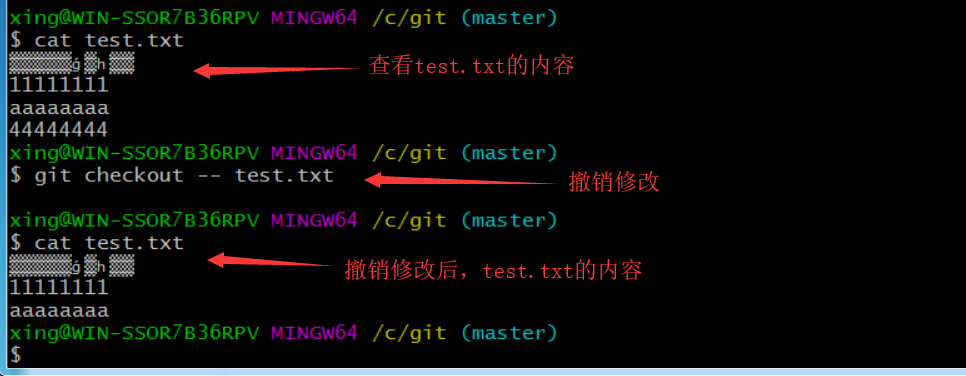 xing@WIN-SSOR7B36RPV MINGW64 /c/git (master)
$ cat test.txt
查看test.txt的内容
11111111
aaaaaaaa
44444444
xing@WIN-SSOR7B36RPV MINGW64 /c/git (master)
$ git checkout -- test.txt
撤销修改
xing@WIN-SSOR7B36RPV MINGW64 /c/git (master)
$ cat test.txt
撤销修改后，test.txt的内容
11111111
aaaaaaaa
xing@WIN-SSOR7B36RPV MINGW64 /c/git (master)
$